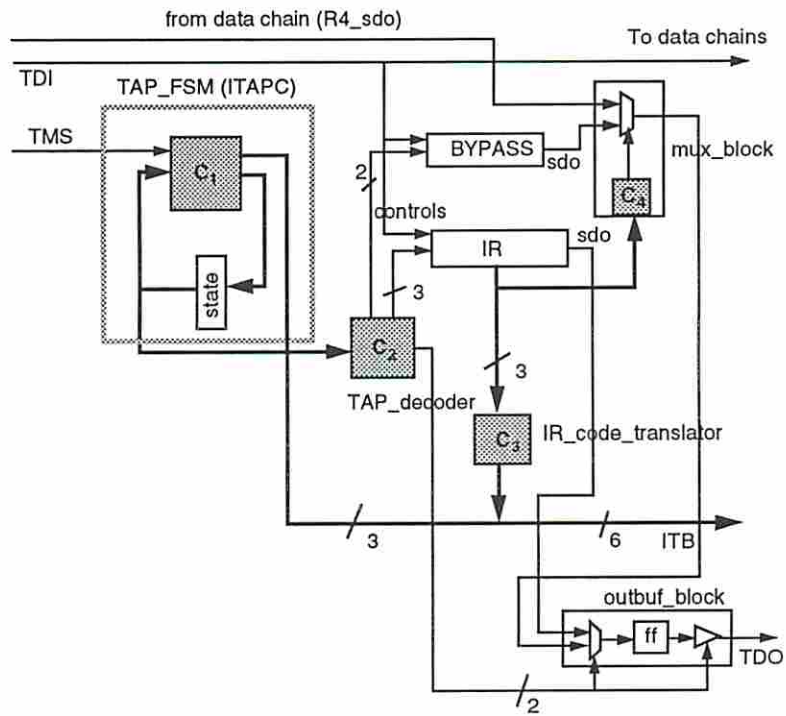 from data chain (R4_sdo)
To data chains
TDI
TAP_FSM (ITAPC)
TMS
C1
BYPASS
sdo
mux_block
2
C4
controls
sdo
IR
state
3
C2
3
TAP_decoder
C3
IR_code_translator
3
6
ITB
outbuf_block
ff
TDO
2